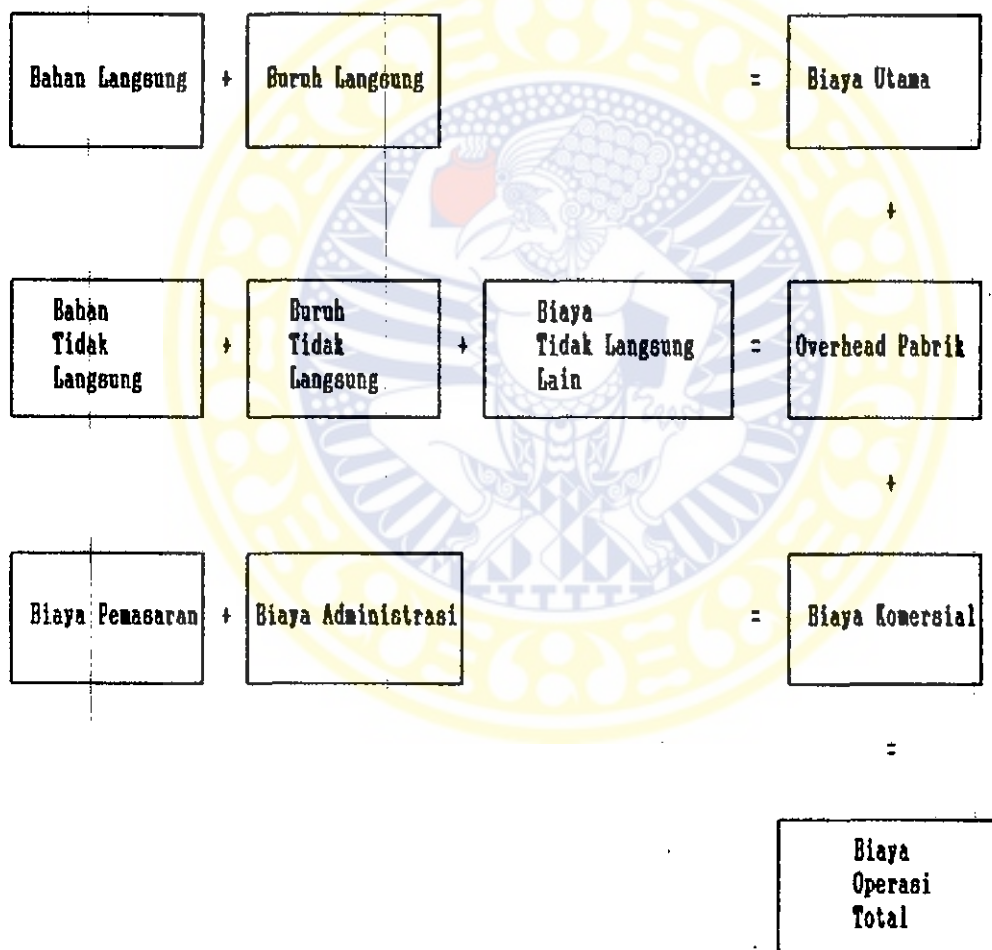 Bahan Langsung + Buruh Langsung = Biaya Utama
+
Bahan
Tidak
Langsung
+
Buruh
Tidak
Langsung
+
Biaya
Tidak Langsung
Lain
=
Overhead Pabrik
+
Biaya Pemasaran + Biaya Administrasi = Biaya Komersial
=
Biaya
Operasi
Total